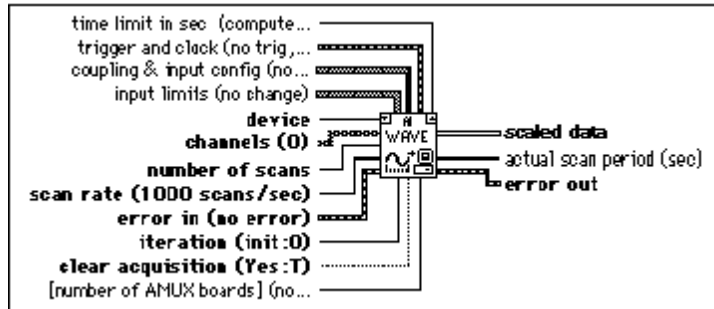 time limit in sec (compute...
trigger and clock (no trig,...
coupling & input config (no...
input limits (no change)
device
channels (0)
number of scans
scan rate (1000 scans/sec)
error in (no error)
iteration (init:0)
clear acquisition (Yes:T)
[number of AMUX boards] (no...
AI
WAVE
scaled data
actual scan period (sec)
error out